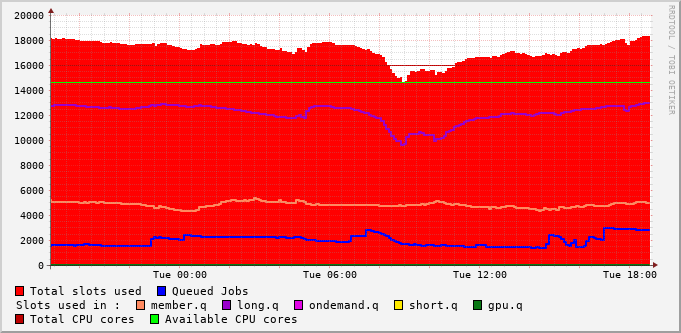 20000
18000
16000
14000
12000
10000
8000
6000
4000
2000
0
Tue 00:00 Tue 06:00 Tue 12:00 Tue 18:00
RRDTOOL / TOBI OETIKER
Total slots used Queued Jobs
Slots used in : member.q long.q ondemand.q short.q gpu.q
Total CPU cores Available CPU cores